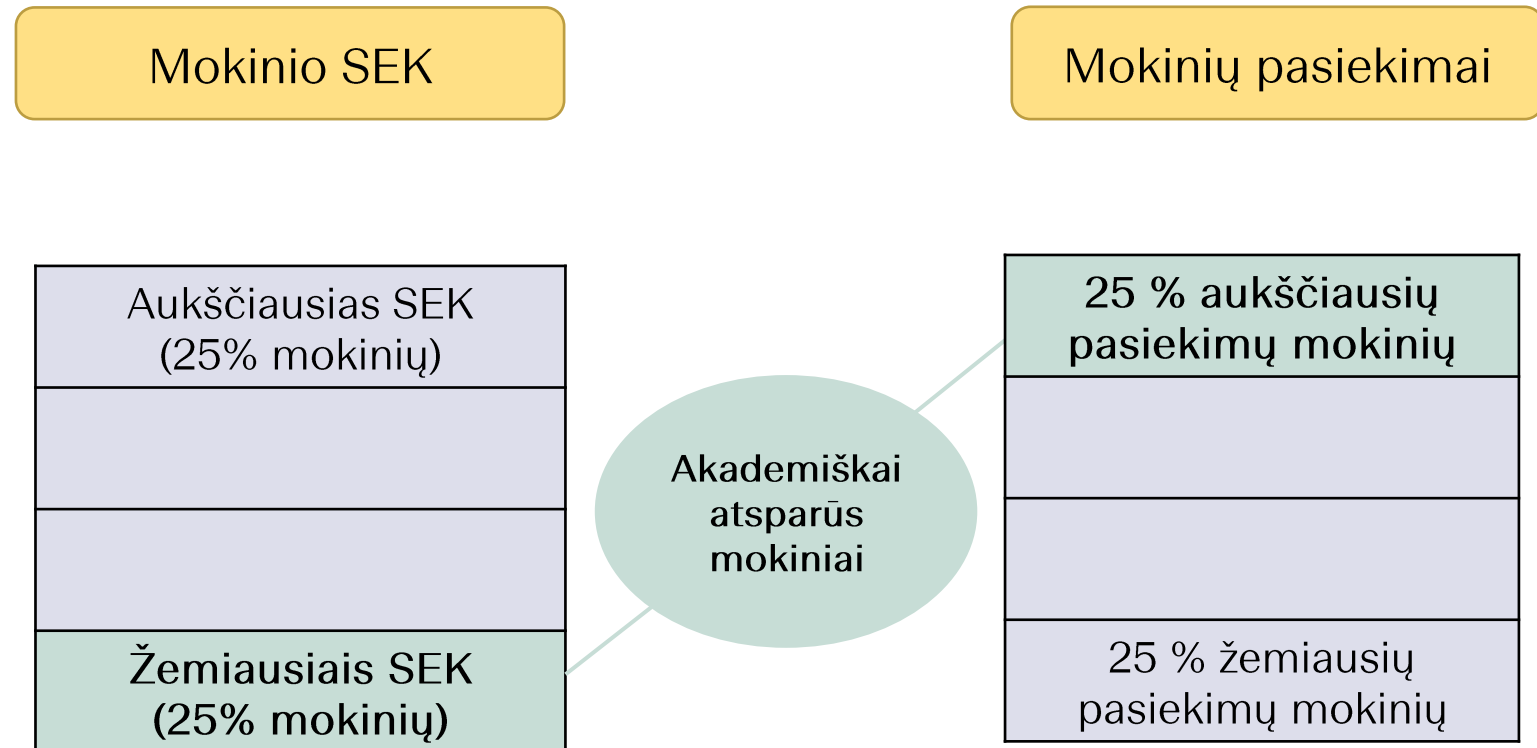 Mokinio SEK
Mokinių pasiekimai
Aukščiausias SEK
(25% mokinių)
25 % aukščiausių
pasiekimų mokinių
Akademiškai
atsparūs
mokiniai
Žemiausiais SEK
(25% mokinių)
25 % žemiausių
pasiekimų mokinių